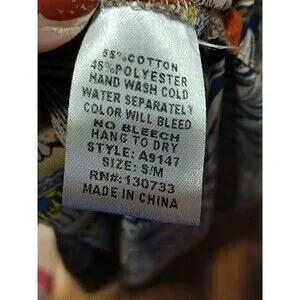 55% COTTON
45% POLYESTER
HAND WASH COLD
WATER SEPARATELY
COLOR WILL BLEED
NO BLEECH
HANG TO DRY
STYLE: A9147
SIZE: S/M
RN#: 130733
MADE IN CHINA